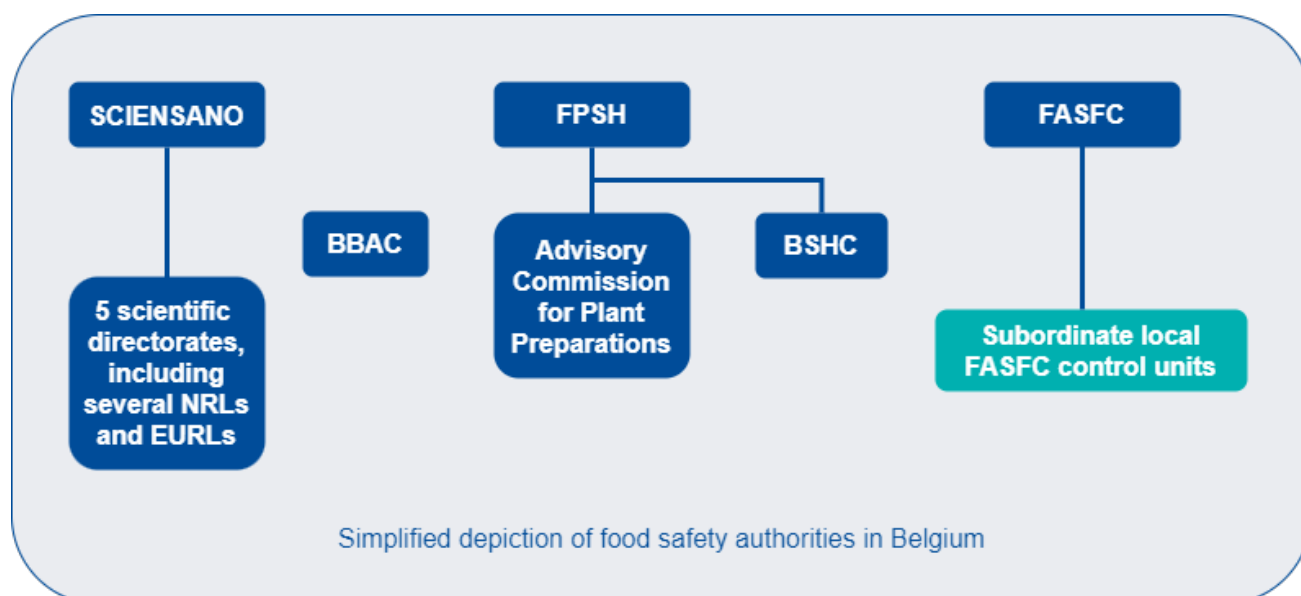 SCIENSANO
FPSH
FASFC
BBAC
Advisory
Commission
for Plant
Preparations
BSHC
5 scientific
directorates,
including
several NRLs
and EURLs
Subordinate local
FASFC control units
Simplified depiction of food safety authorities in Belgium